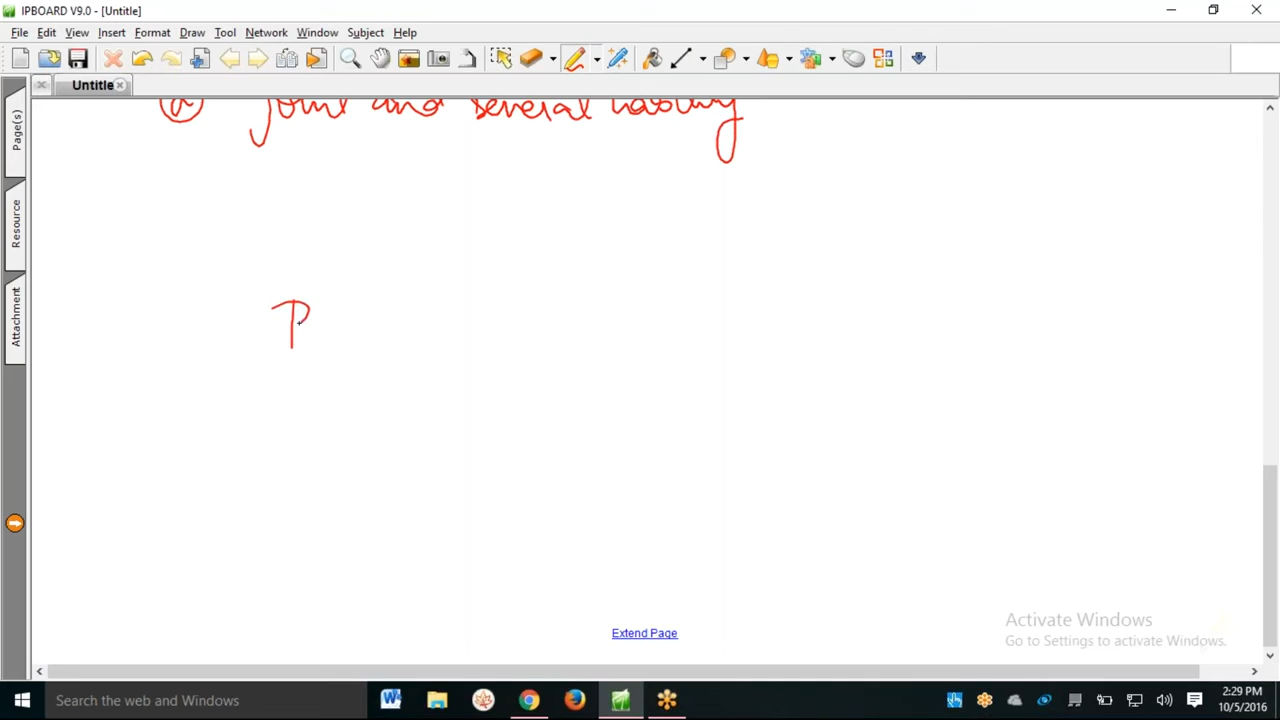 IPBOARD V9.0 - [Untitle]
File Edit View Insert Format Draw Tool Network Window Subject Help
Untitle
Page(s)
Resource
Attachment
joint and several liability
P
Extend Page
Activate Windows
Go to Settings to activate Windows.
Search the web and Windows
2:29 PM
10/5/2016